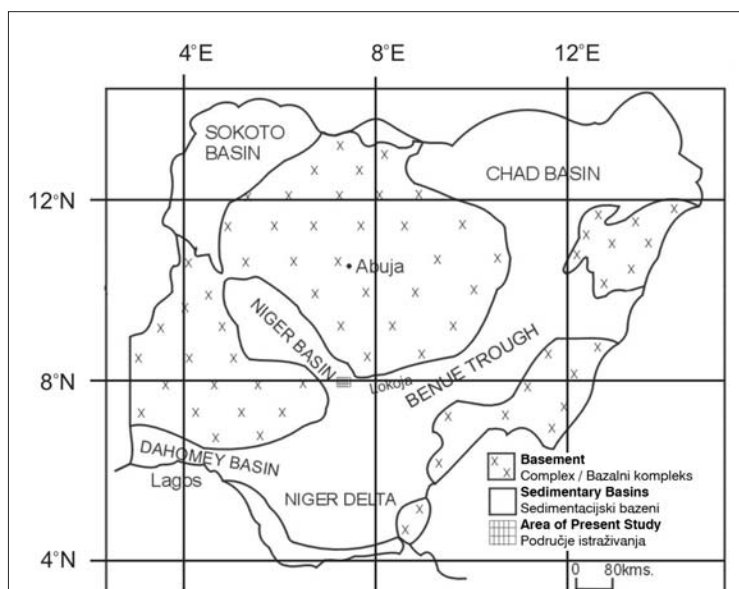 4°E 8°E 12°E
SOKOTO
BASIN
CHAD BASIN
12°N
Abuja
NIGER BASIN
BENUE TROUGH
8°N
Lokoja
DAHOMEY BASIN
Lagos
NIGER DELTA
4°N
x
x Basement
Complex / Bazalni kompleks
Sedimentary Basins
Sedimentacijski bazeni
Area of Present Study
Područje istraživanja
0 80kms.